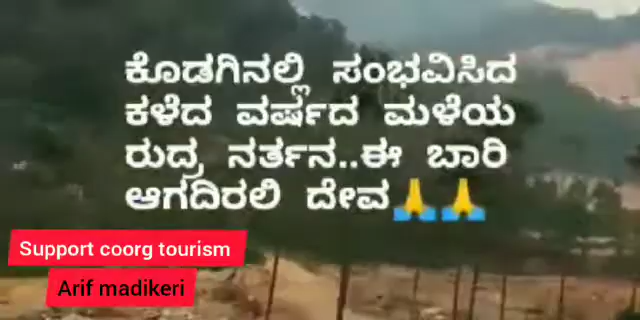 ಕೊಡಗಿನಲ್ಲಿ ಸಂಭವಿಸಿದ
ಕಳೆದ ವರ್ಷದ ಮಳೆಯ
ರುದ್ರ ನರ್ತನ..ಈ ಬಾರಿ
ಆಗದಿರಲಿ ದೇವ🙏🙏
Support coorg tourism
Arif madikeri